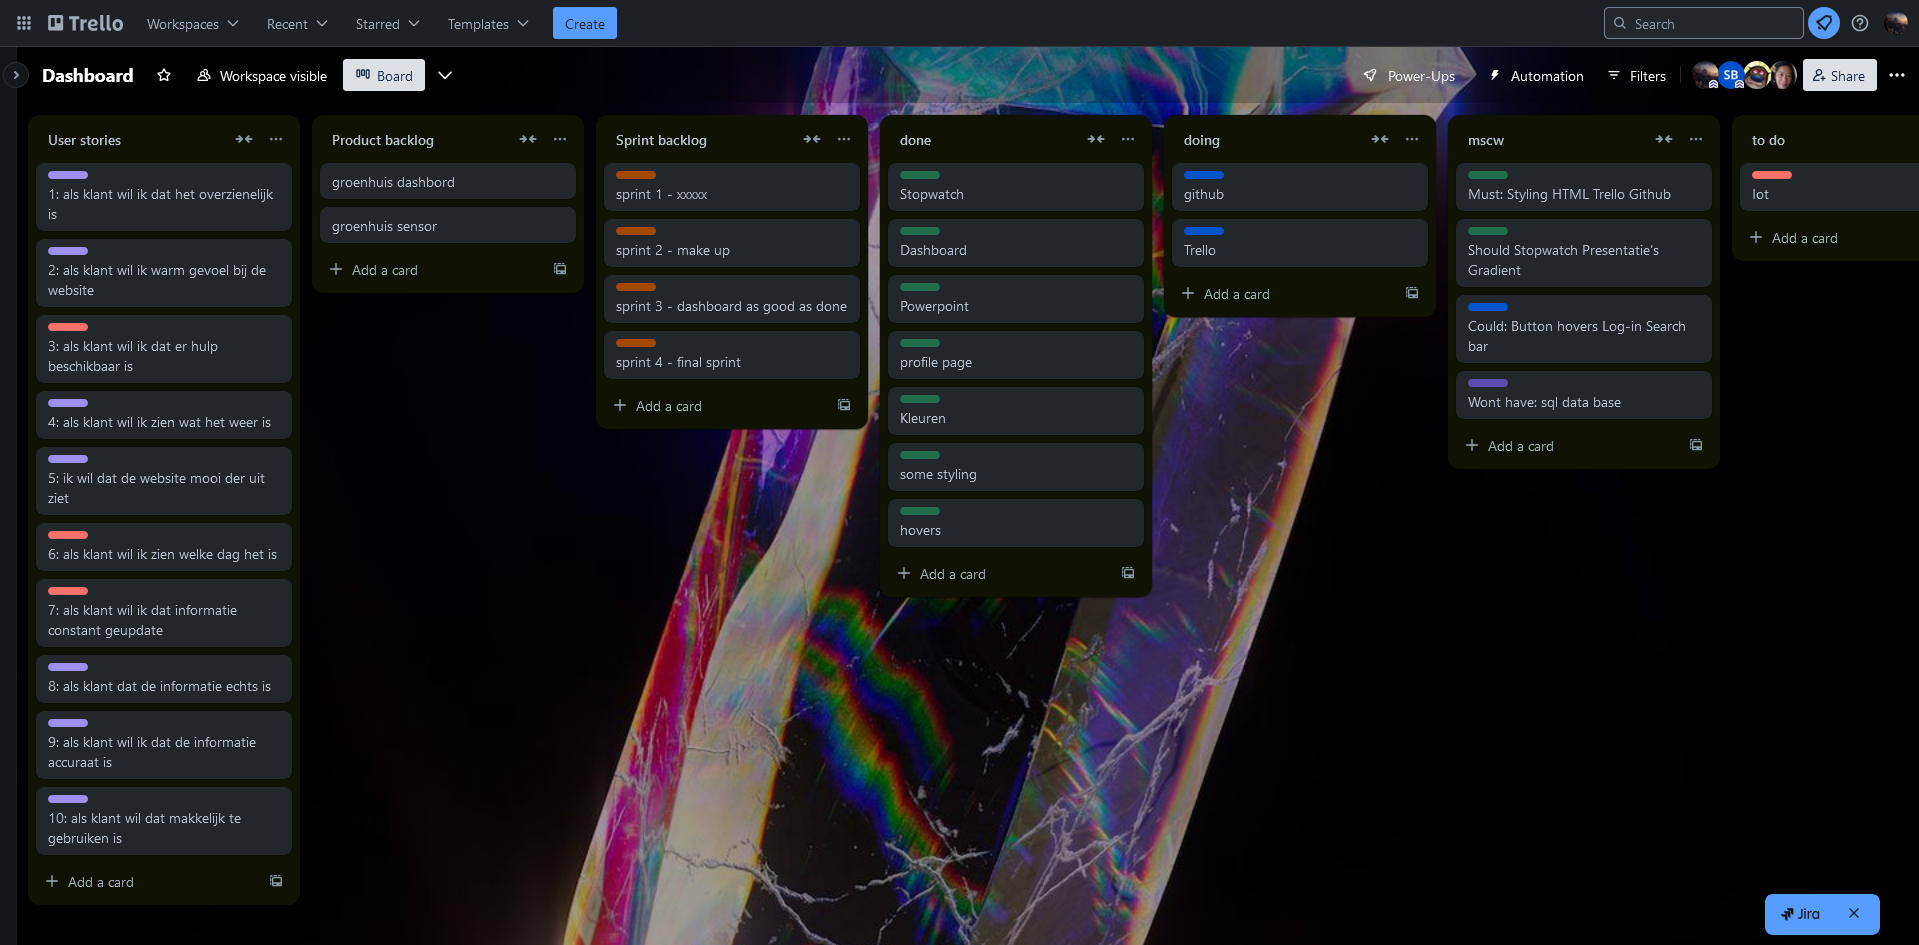 Trello
Workspaces
Recent
Starred
Templates
Create
Search
Dashboard
Workspace visible
Board
Power-Ups
Automation
Filters
SB
Share
User stories
1: als klant wil ik dat het overzienelijk
is
2: als klant wil ik warm gevoel bij de
website
3: als klant wil ik dat er hulp
beschikbaar is
4: als klant wil ik zien wat het weer is
5: ik wil dat de website mooi der uit
ziet
6: als klant wil ik zien welke dag het is
7: als klant wil ik dat informatie
constant geupdate
8: als klant dat de informatie echts is
9: als klant wil ik dat de informatie
accuraat is
10: als klant wil dat makkelijk te
gebruiken is
Add a card
Product backlog
groenhuis dashbord
groenhuis sensor
Add a card
Sprint backlog
sprint 1 - xxxxx
sprint 2 - make up
sprint 3 - dashboard as good as done
sprint 4 - final sprint
Add a card
done
Stopwatch
Dashboard
Powerpoint
profile page
Kleuren
some styling
hovers
Add a card
doing
github
Trello
Add a card
mscw
Must: Styling HTML Trello Github
Should Stopwatch Presentatie's
Gradient
Could: Button hovers Log-in Search
bar
Wont have: sql data base
Add a card
to do
Iot
Add a card
Jira